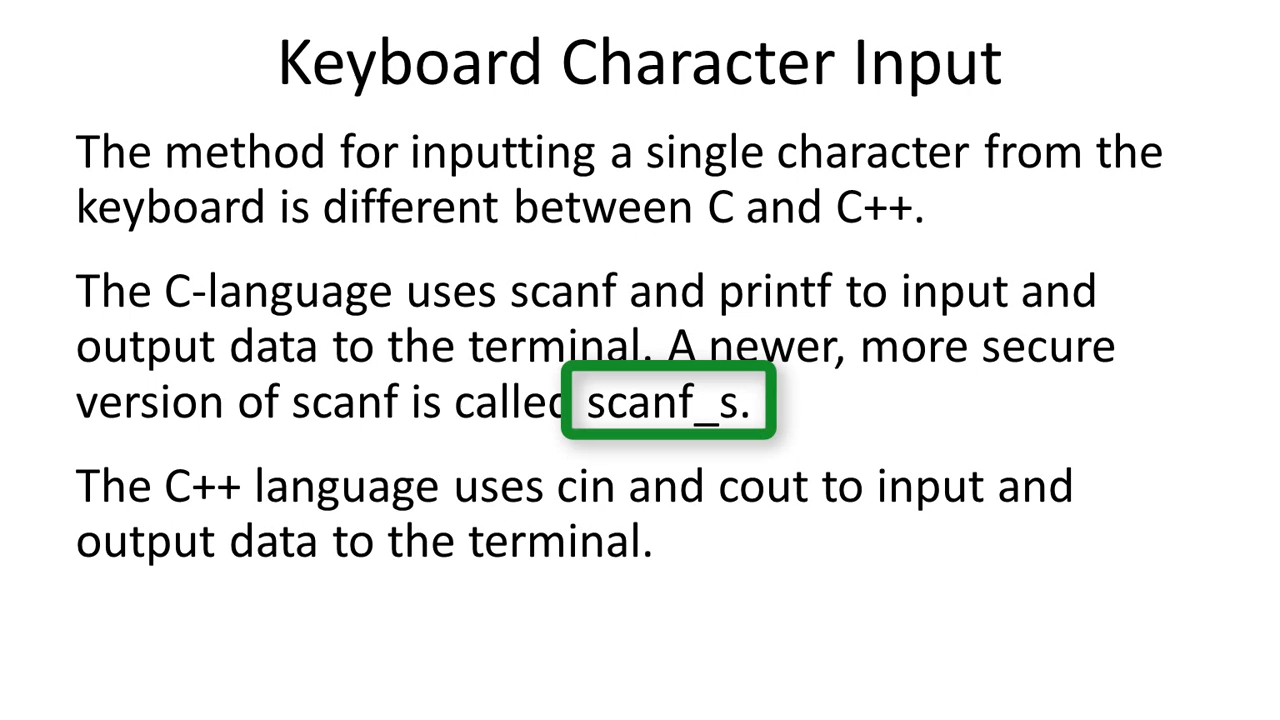 Keyboard Character Input
The method for inputting a single character from the
keyboard is different between C and C++.
The C-language uses scanf and printf to input and
output data to the terminal. A newer, more secure
version of scanf is called scanf_s.
The C++ language uses cin and cout to input and
output data to the terminal.